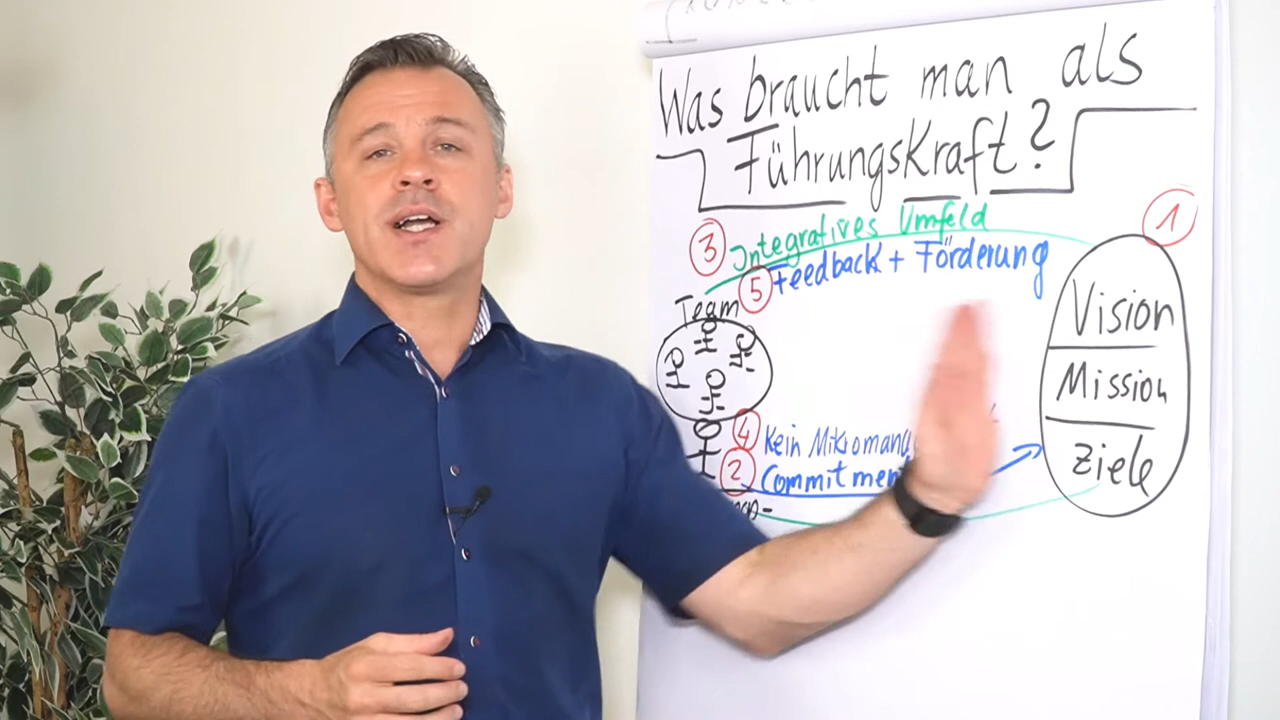 Was braucht man als
Führungskraft?
1
3 Integratives Umfeld
5 Feedback + Förderung
Team
Vision
Mission
Ziele
4 Kein
2